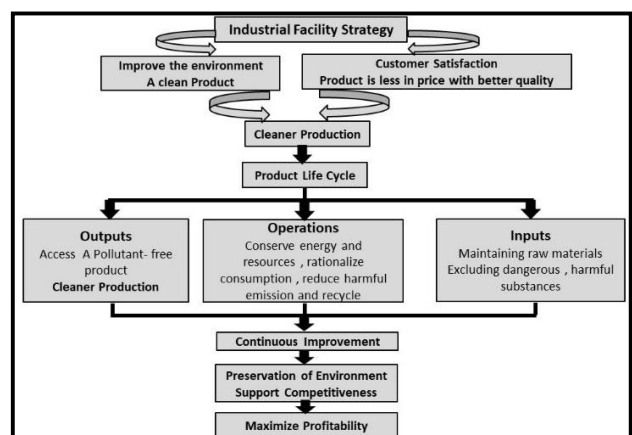 Industrial Facility Strategy
Improve the environment
A clean Product
Customer Satisfaction
Product is less in price with better quality
Cleaner Production
Product Life Cycle
Outputs
Access A Pollutant- free
product
Cleaner Production
Operations
Conserve energy and
resources , rationalize
consumption , reduce harmful
emission and recycle
Inputs
Maintaining raw materials
Excluding dangerous , harmful
substances
Continuous Improvement
Preservation of Environment
Support Competitiveness
Maximize Profitability